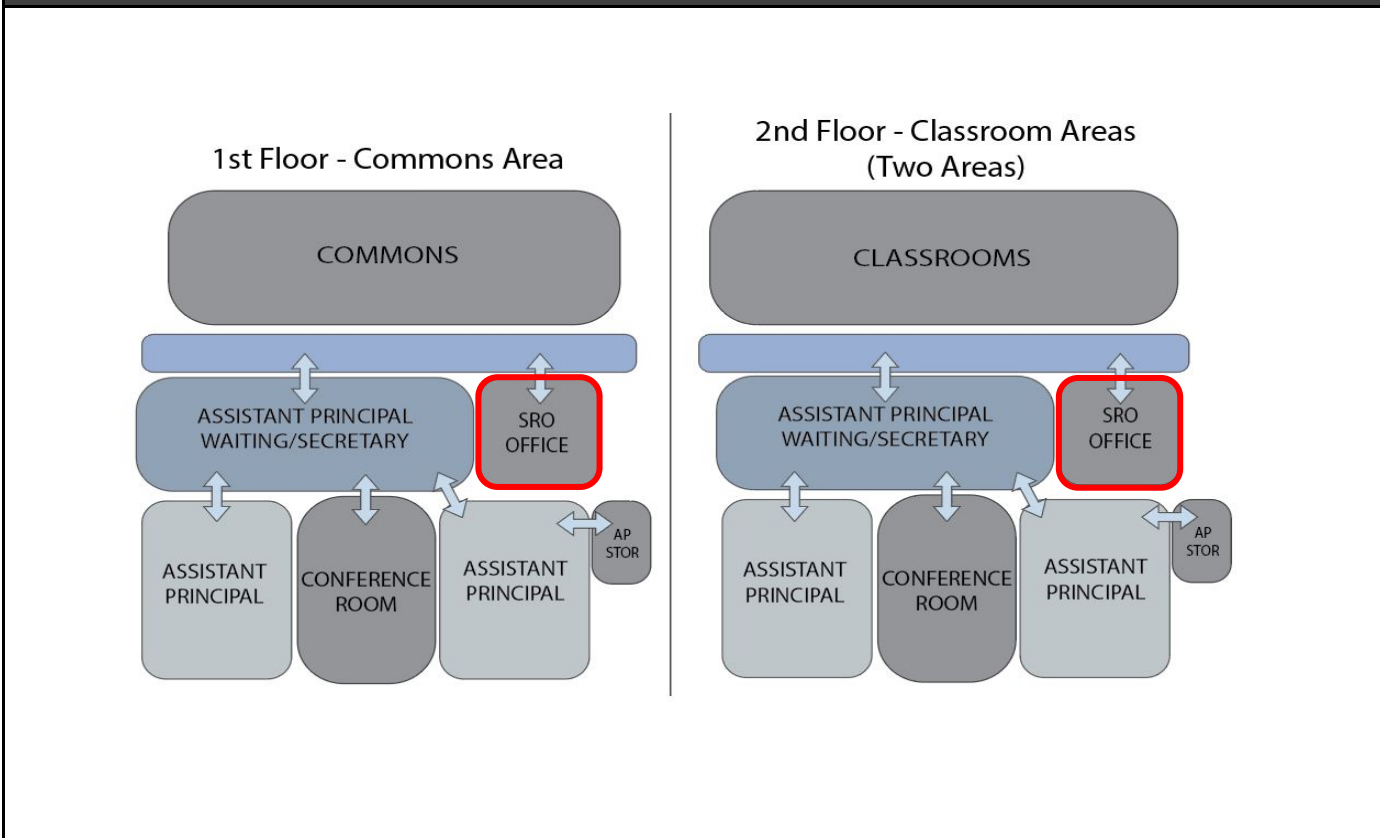 1st Floor - Commons Area
COMMONS
ASSISTANT PRINCIPAL
WAITING/SECRETARY
SRO
OFFICE
ASSISTANT
PRINCIPAL
CONFERENCE
ROOM
ASSISTANT
PRINCIPAL
AP
STOR
2nd Floor - Classroom Areas
(Two Areas)
CLASSROOMS
ASSISTANT PRINCIPAL
WAITING/SECRETARY
SRO
OFFICE
ASSISTANT
PRINCIPAL
CONFERENCE
ROOM
ASSISTANT
PRINCIPAL
AP
STOR